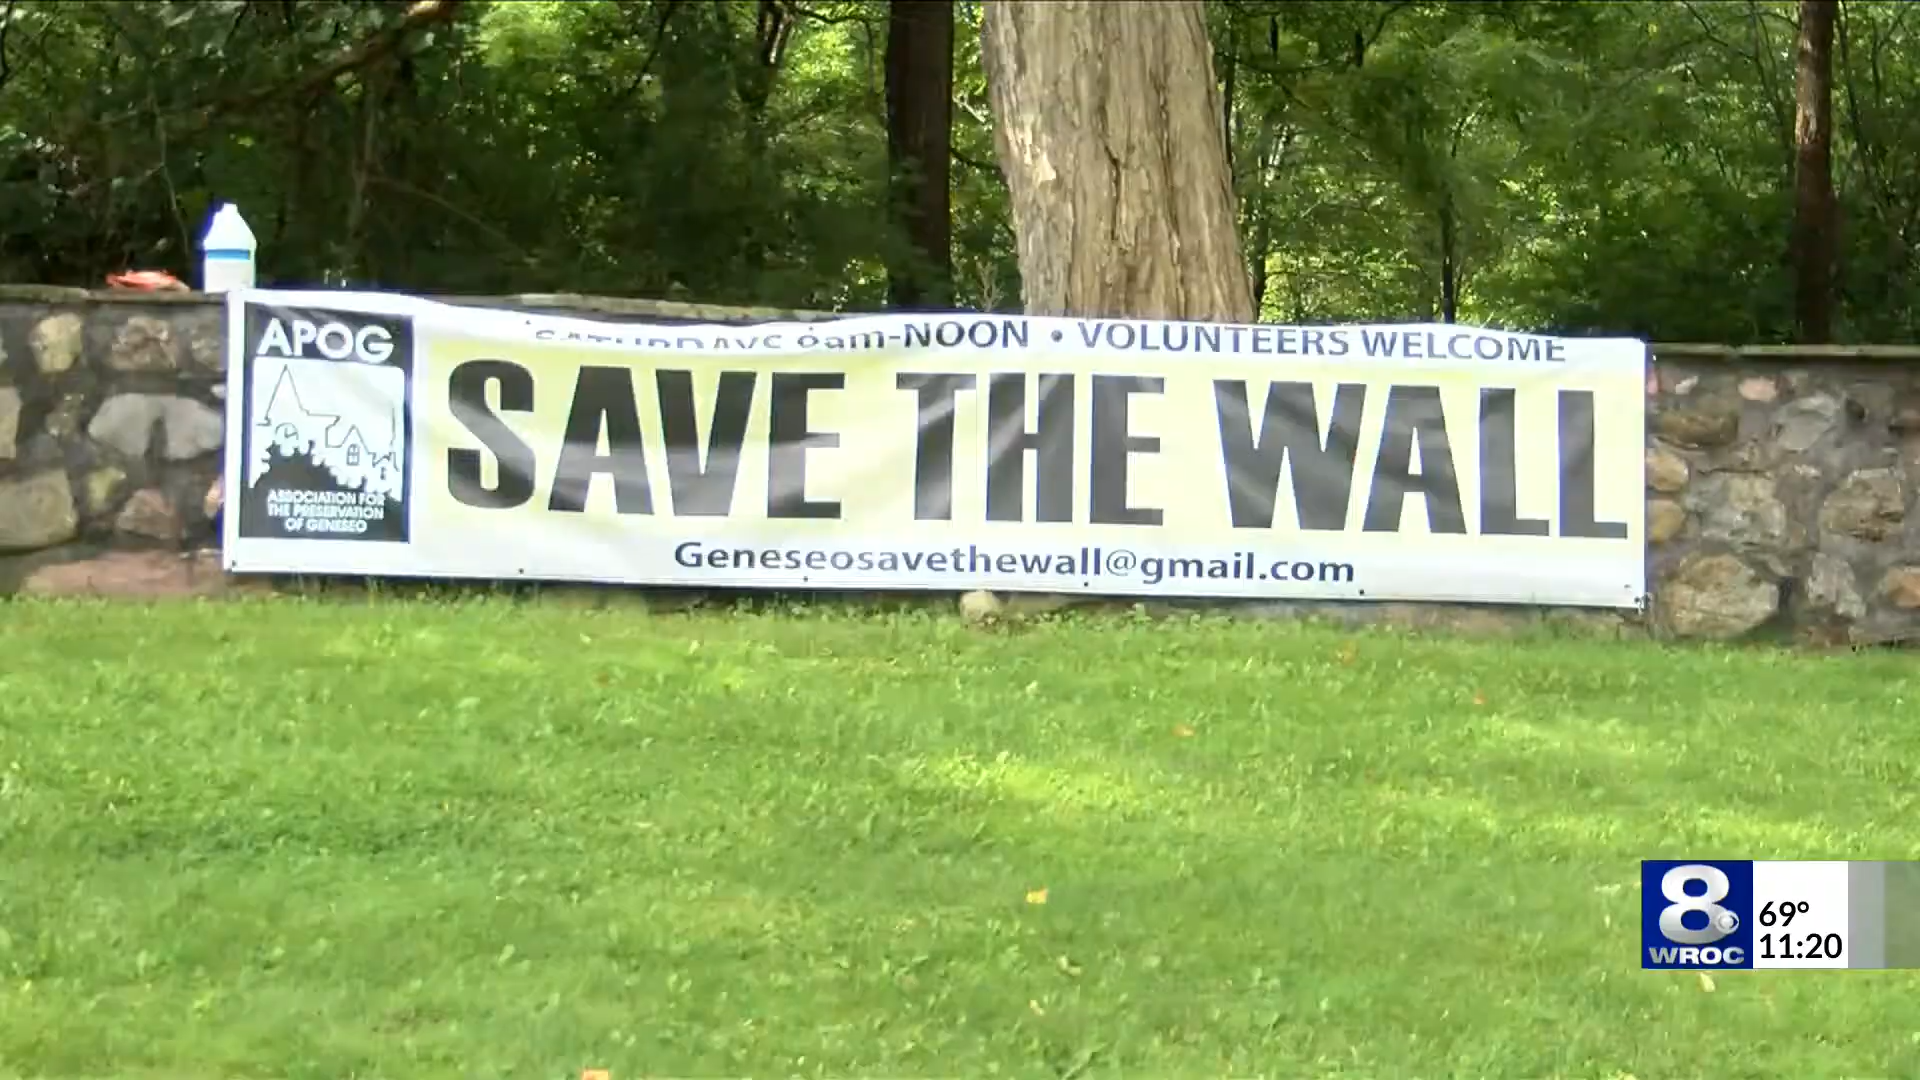 SATURDAYS 9am-NOON • VOLUNTEERS WELCOME
APOG
SAVE THE WALL
ASSOCIATION FOR
THE PRESERVATION
OF GENESEO
Geneseosavethewall@gmail.com
8
WROC
69°
11:20